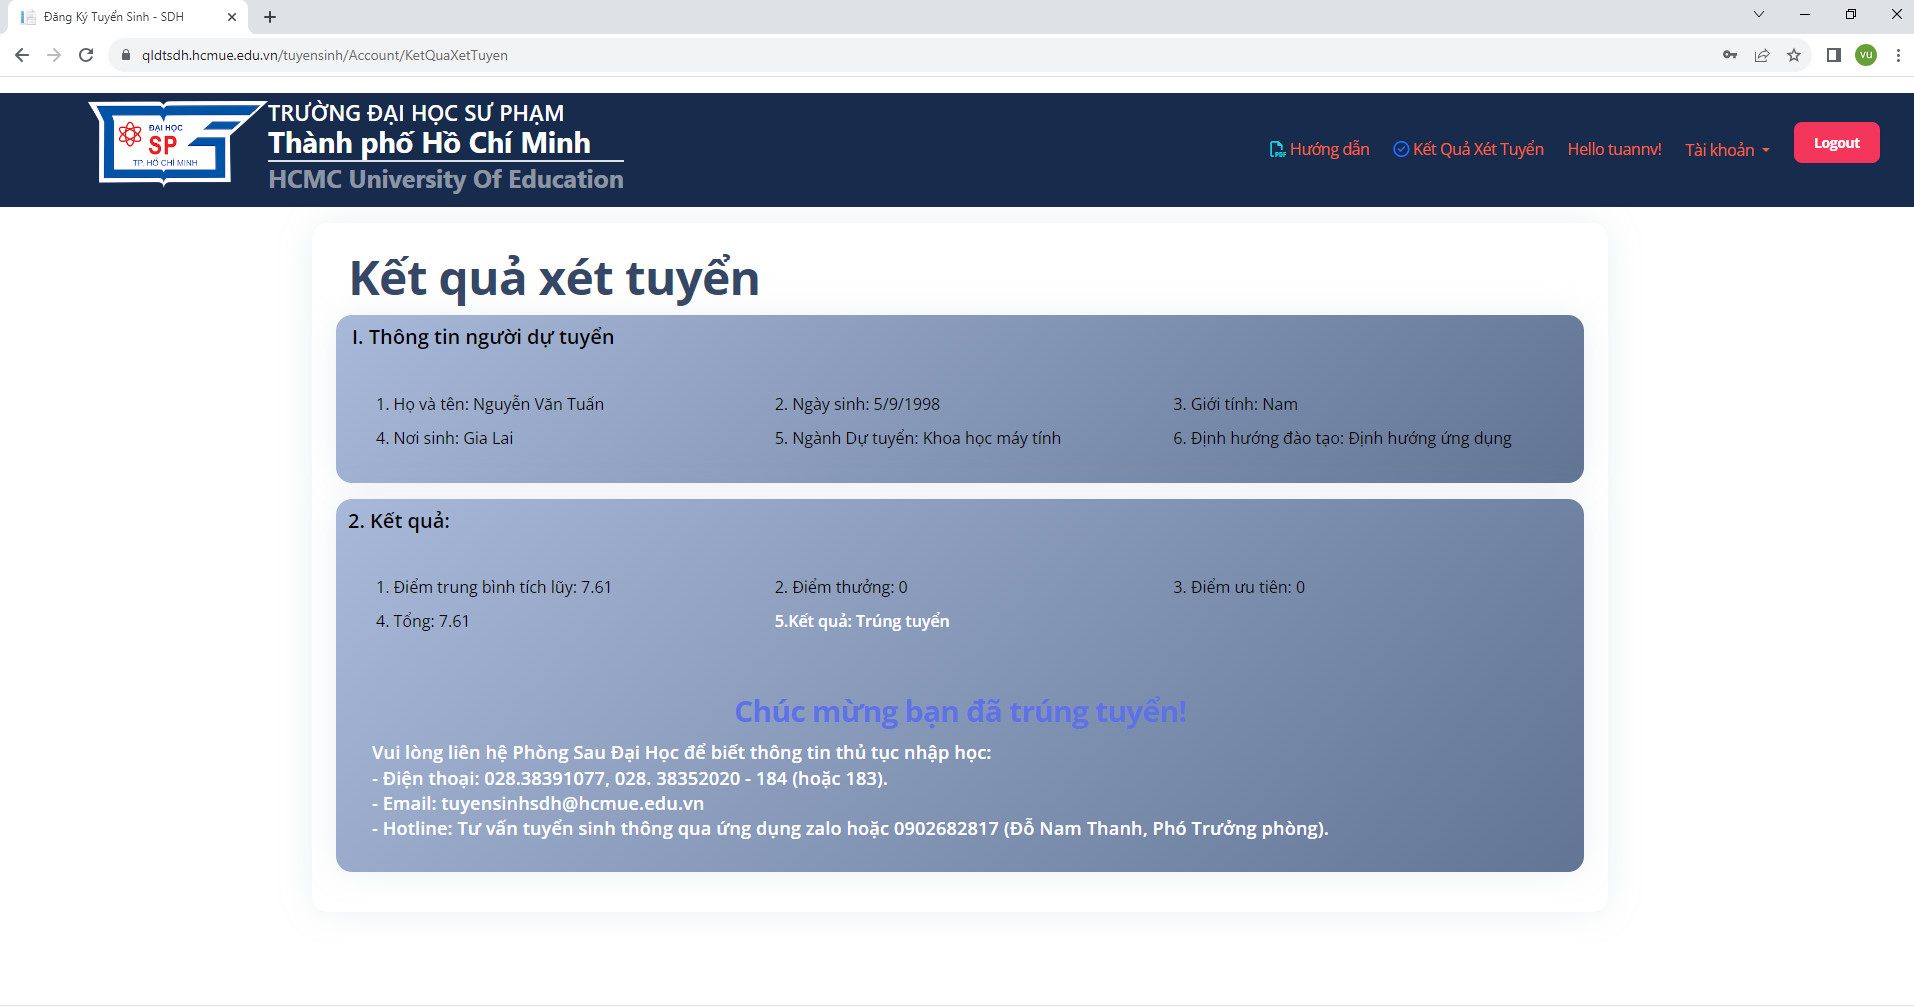 Đăng Ký Tuyển Sinh - SDH
qldtsdh.hcmue.edu.vn/tuyensinh/Account/KetQuaXetTuyen
VU
ĐẠI HỌC
SP
TP. HỒ CHÍ MINH
TRƯỜNG ĐẠI HỌC SƯ PHẠM
Thành phố Hồ Chí Minh
HCMC University Of Education
PDF Hướng dẫn Kết Quả Xét Tuyển Hello tuannv! Tài khoản Logout
Kết quả xét tuyển
I. Thông tin người dự tuyển
1. Họ và tên: Nguyễn Văn Tuấn 2. Ngày sinh: 5/9/1998 3. Giới tính: Nam
4. Nơi sinh: Gia Lai 5. Ngành Dự tuyển: Khoa học máy tính 6. Định hướng đào tạo: Định hướng ứng dụng
2. Kết quả:
1. Điểm trung bình tích lũy: 7.61 2. Điểm thưởng: 0 3. Điểm ưu tiên: 0
4. Tổng: 7.61 5.Kết quả: Trúng tuyển
Chúc mừng bạn đã trúng tuyển!
Vui lòng liên hệ Phòng Sau Đại Học để biết thông tin thủ tục nhập học:
- Điện thoại: 028.38391077, 028. 38352020 - 184 (hoặc 183).
- Email: tuyensinhsdh@hcmue.edu.vn
- Hotline: Tư vấn tuyển sinh thông qua ứng dụng zalo hoặc 0902682817 (Đỗ Nam Thanh, Phó Trưởng phòng).